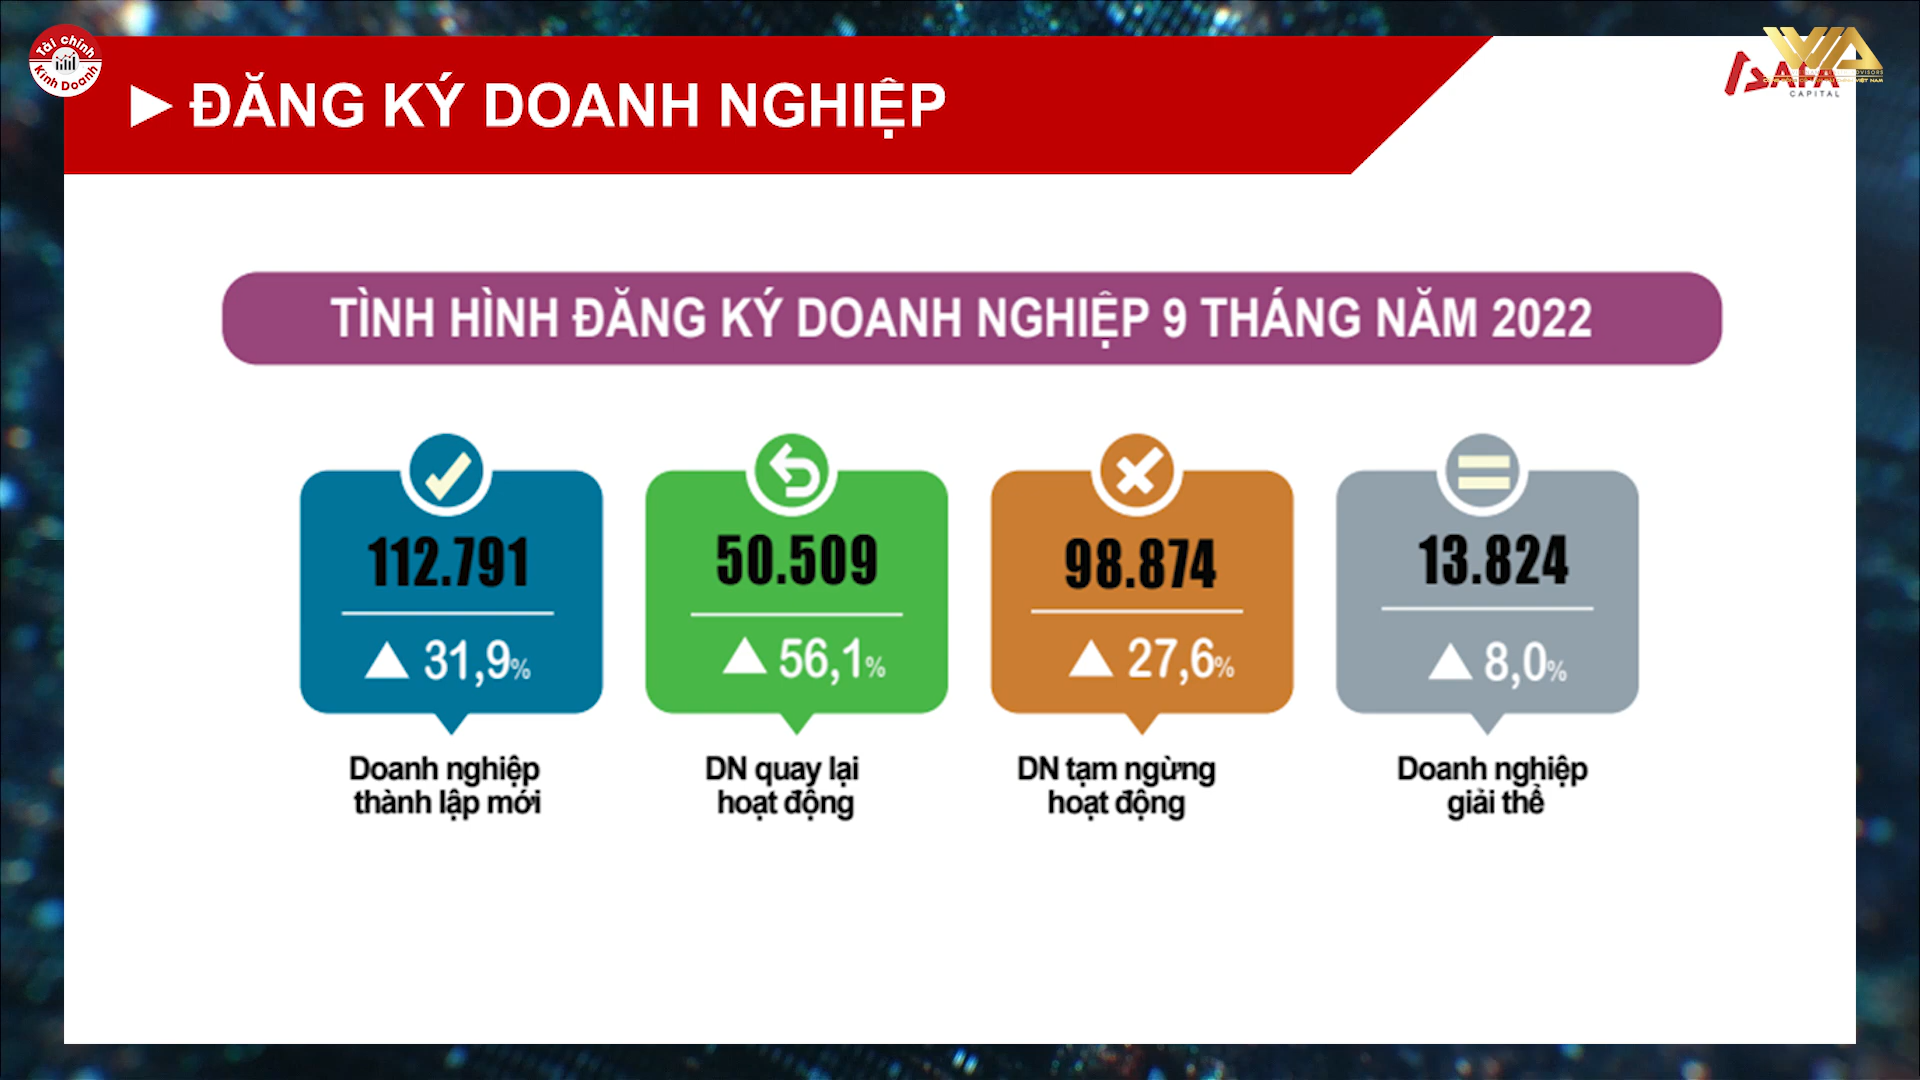 Tài chính
Kinh Doanh
ĐĂNG KÝ DOANH NGHIỆP
CAPITAL
TÌNH HÌNH ĐĂNG KÝ DOANH NGHIỆP 9 THÁNG NĂM 2022
112.791
50.509
98.874
13.824
31,9%
56,1%
27,6%
8,0%
Doanh nghiệp
thành lập mới
DN quay lại
hoạt động
DN tạm ngừng
hoạt động
Doanh nghiệp
giải thể